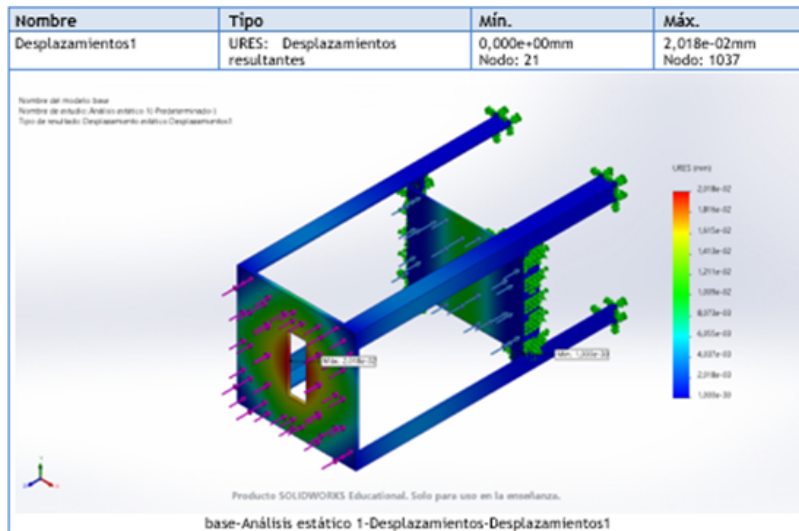 Nombre Tipo Mín. Máx.
Desplazamientos1 URES: Desplazamientos resultantes 0,000e+00mm Nodo: 21 2,018e-02mm Nodo: 1037
Nombre del modelo: base
Nombre de estudio: Análisis estático 1(-Predeterminado-)
Tipo de resultado: Desplazamiento estático Desplazamientos1
URES (mm)
2,018e-02
1,816e-02
1,615e-02
1,413e-02
1,211e-02
1,009e-02
8,073e-03
6,055e-03
4,037e-03
2,018e-03
1,000e-30
Máx.: 2,018e-02
Mín.: 1,000e-30
Producto SOLIDWORKS Educational. Solo para uso en la enseñanza.
base-Análisis estático 1-Desplazamientos-Desplazamientos1